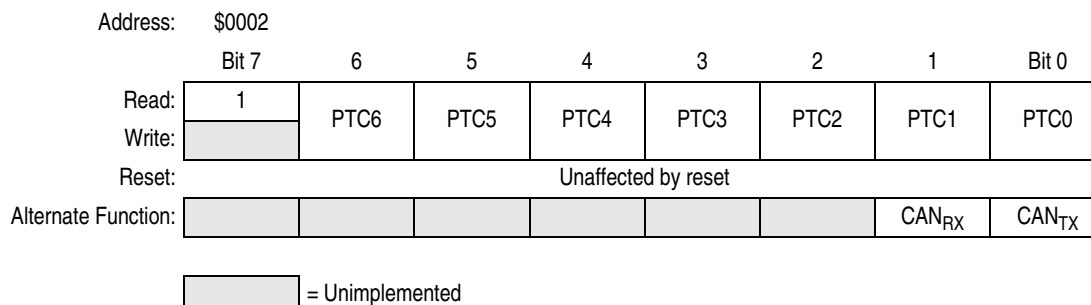 Address: $0002
Bit 7 6 5 4 3 2 1 Bit 0
Read: 1 PTC6 PTC5 PTC4 PTC3 PTC2 PTC1 PTC0
Write:
Reset: Unaffected by reset
Alternate Function: CANRX CANTX
= Unimplemented